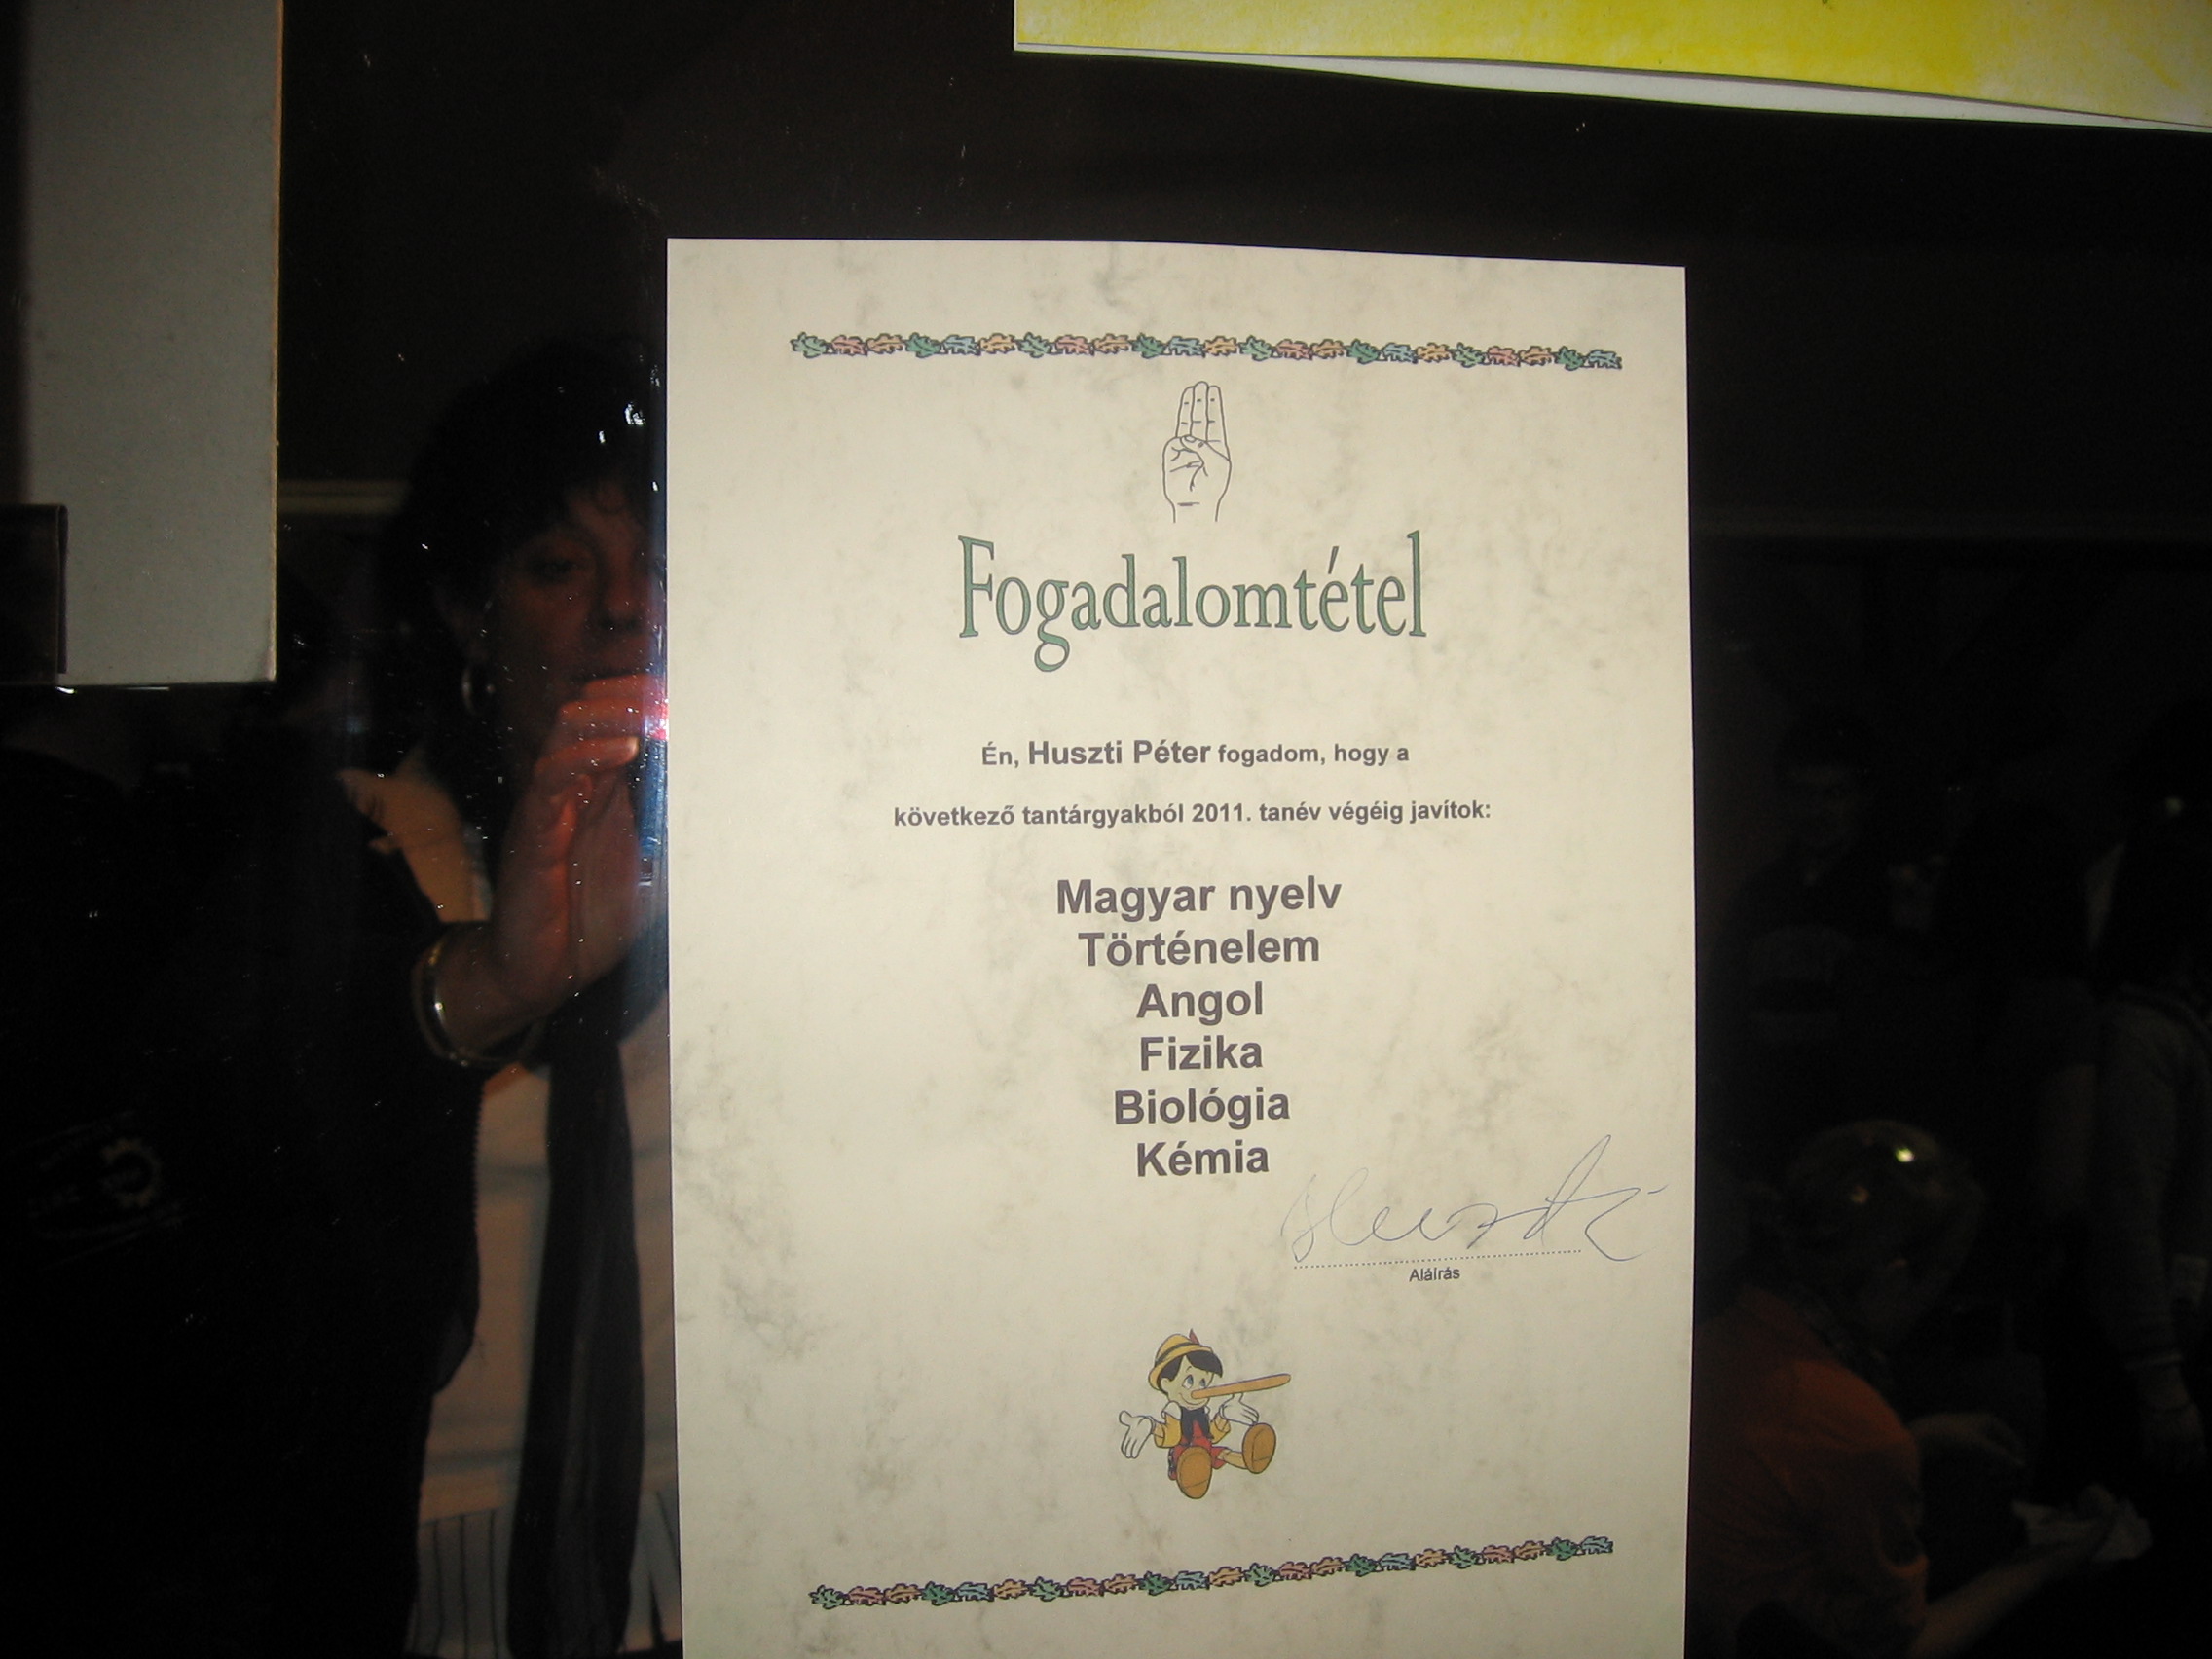 Fogadalomtétel
Én, Huszti Péter fogadom, hogy a
következő tantárgyakból 2011. tanév végéig javítok:
Magyar nyelv
Történelem
Angol
Fizika
Biológia
Kémia
Huszti
Aláírás